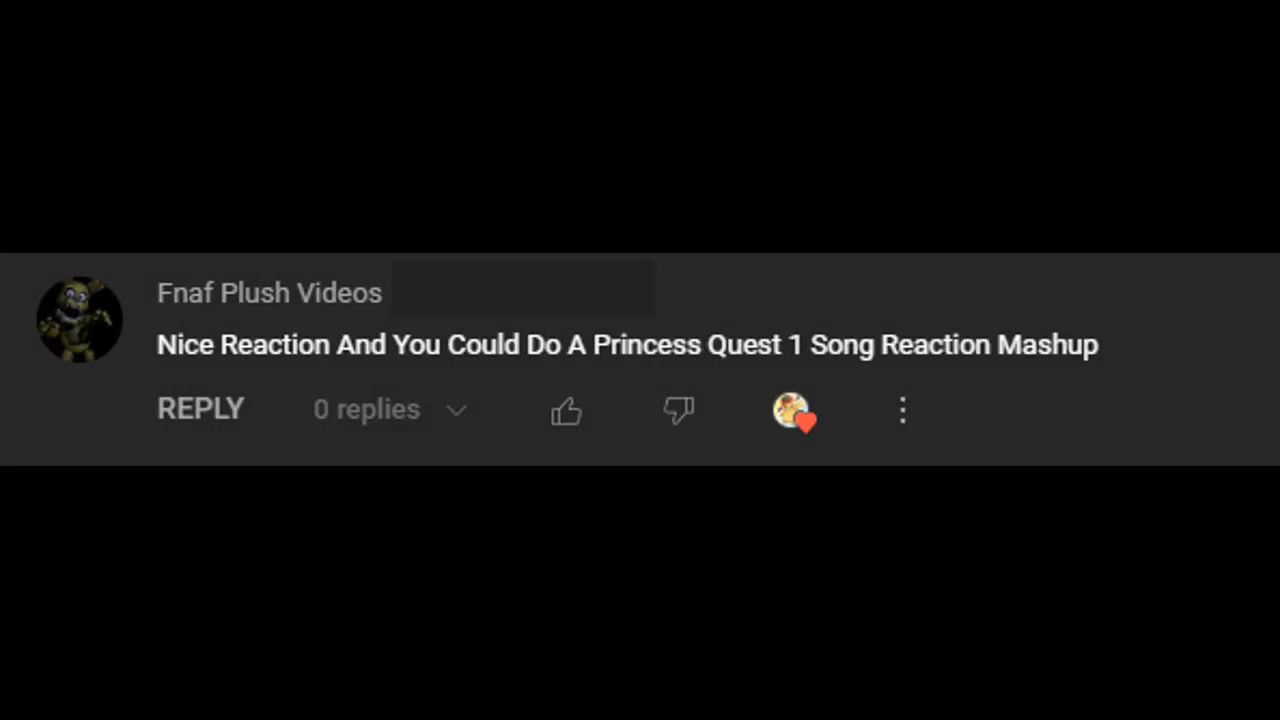 Fnaf Plush Videos
Nice Reaction And You Could Do A Princess Quest 1 Song Reaction Mashup
REPLY 0 replies